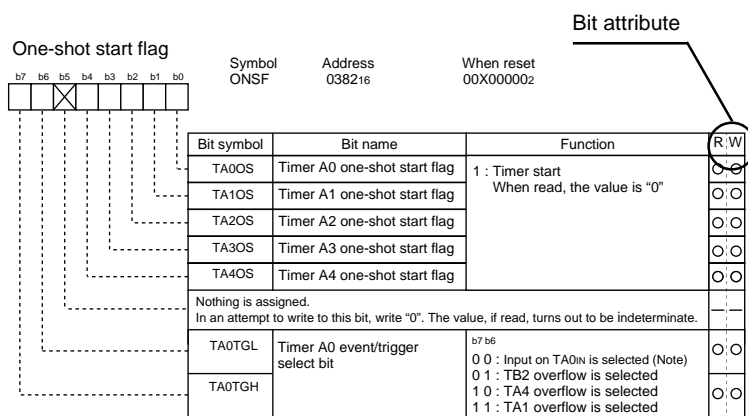 Bit attribute
One-shot start flag
Symbol Address When reset
ONSF 038216 00X000002
b7 b6 b5 b4 b3 b2 b1 b0
Bit symbol Bit name Function R W
TA0OS Timer A0 one-shot start flag 1 : Timer start
When read, the value is “0”
TA1OS Timer A1 one-shot start flag
TA2OS Timer A2 one-shot start flag
TA3OS Timer A3 one-shot start flag
TA4OS Timer A4 one-shot start flag
Nothing is assigned.
In an attempt to write to this bit, write “0”. The value, if read, turns out to be indeterminate.
TA0TGL Timer A0 event/trigger
select bit
TA0TGH
b7 b6
0 0 : Input on TA0IN is selected (Note)
0 1 : TB2 overflow is selected
1 0 : TA4 overflow is selected
1 1 : TA1 overflow is selected